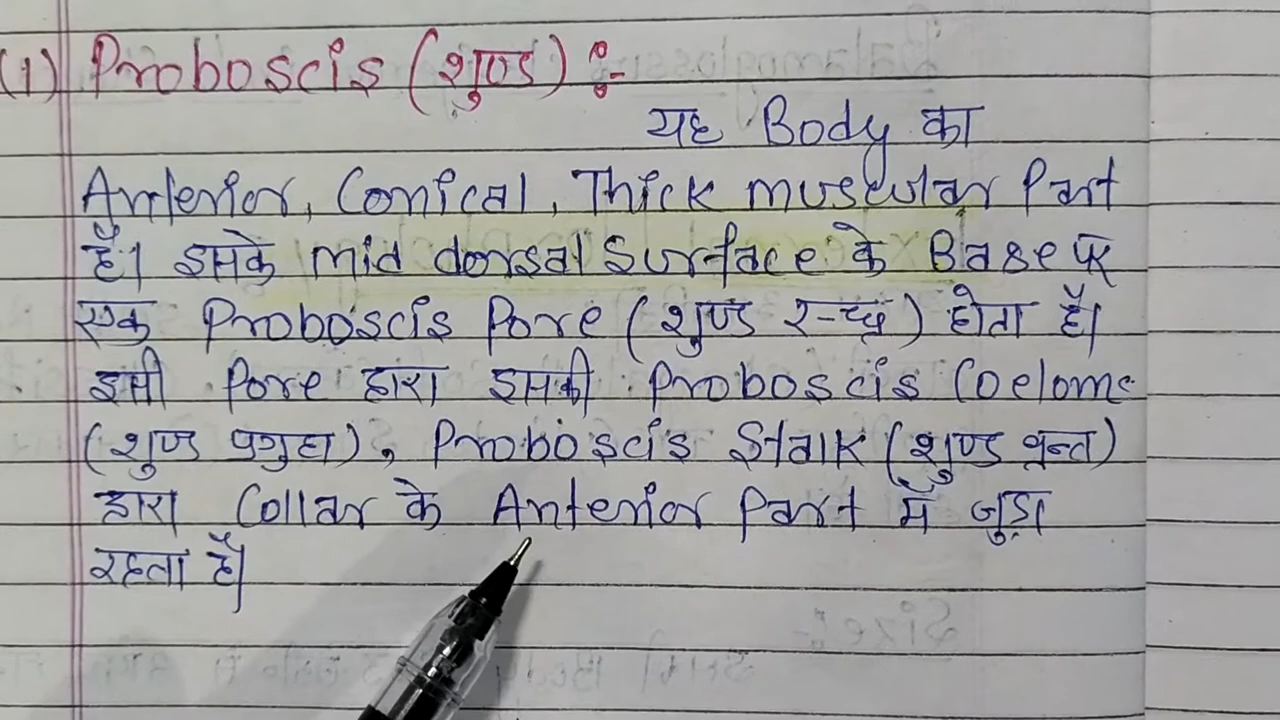 (1) Proboscis (शुण्ड) :-
यह Body का
Anterior, Conical, Thick muscular Part
है। इसके mid dorsal Surface के Base पर
एक Proboscis Pore (शुण्ड रन्ध्र) होता है।
इसी Pore द्वारा इसकी Proboscis Coelome
(शुण्ड प्रगुहा), Proboscis Stalk (शुण्ड वृन्त)
द्वारा Collar के Anterior Part में जुड़ा
रहता है।
Size:-